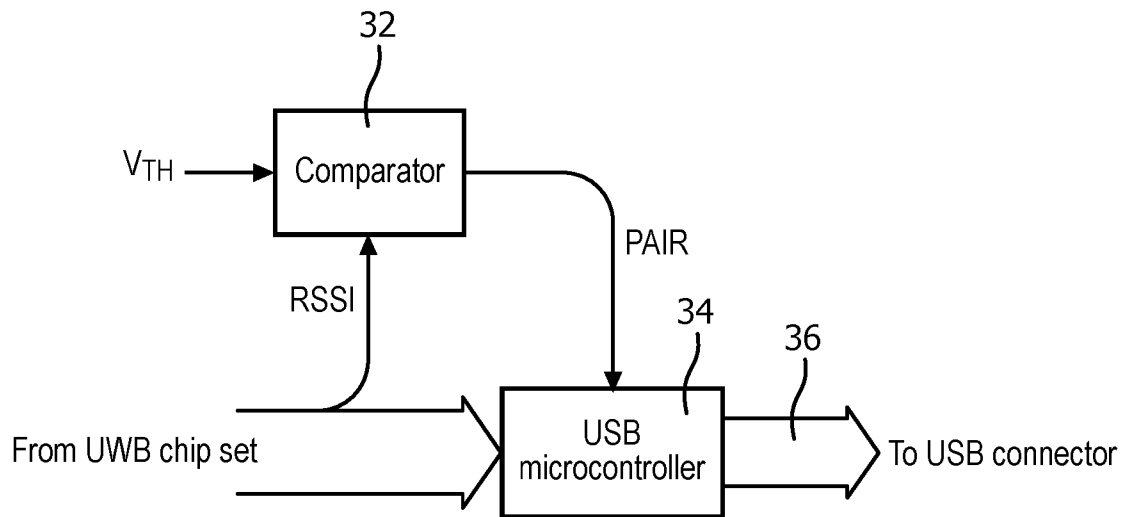 32
VTH
Comparator
PAIR
RSSI
34
36
From UWB chip set
USB
microcontroller
To USB connector